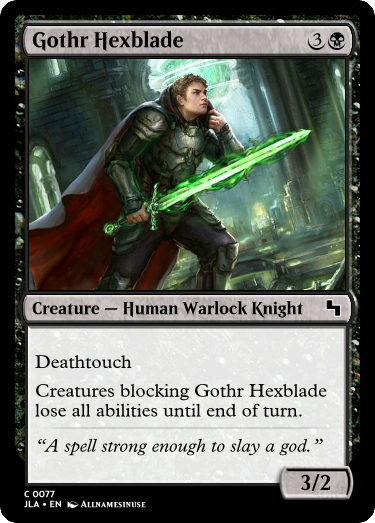 Gothr Hexblade 3
Creature — Human Warlock Knight
Deathtouch
Creatures blocking Gothr Hexblade
lose all abilities until end of turn.
“A spell strong enough to slay a god.”
3/2
C 0077
JLA • EN ALLNAMESINUSE